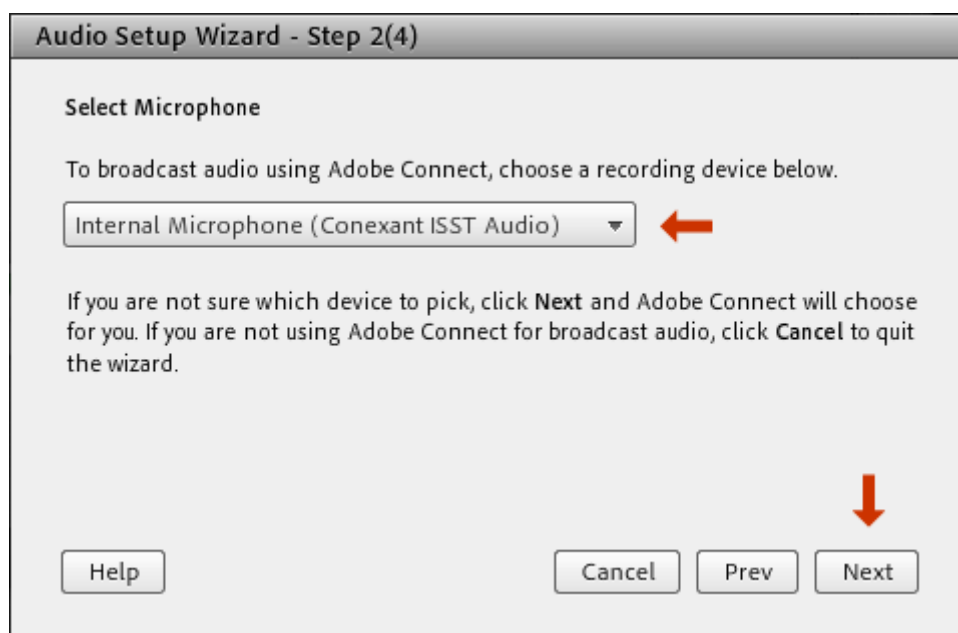 Audio Setup Wizard - Step 2(4)
Select Microphone
To broadcast audio using Adobe Connect, choose a recording device below.
Internal Microphone (Conexant ISST Audio)
If you are not sure which device to pick, click Next and Adobe Connect will choose
for you. If you are not using Adobe Connect for broadcast audio, click Cancel to quit
the wizard.
Help Cancel Prev Next